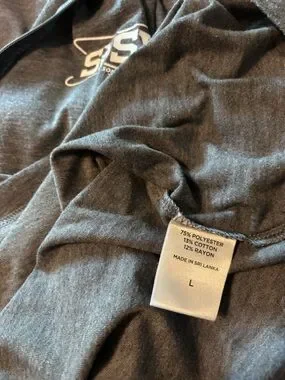 75% POLYESTER
13% COTTON
12% RAYON
MADE IN SRI LANKA
L